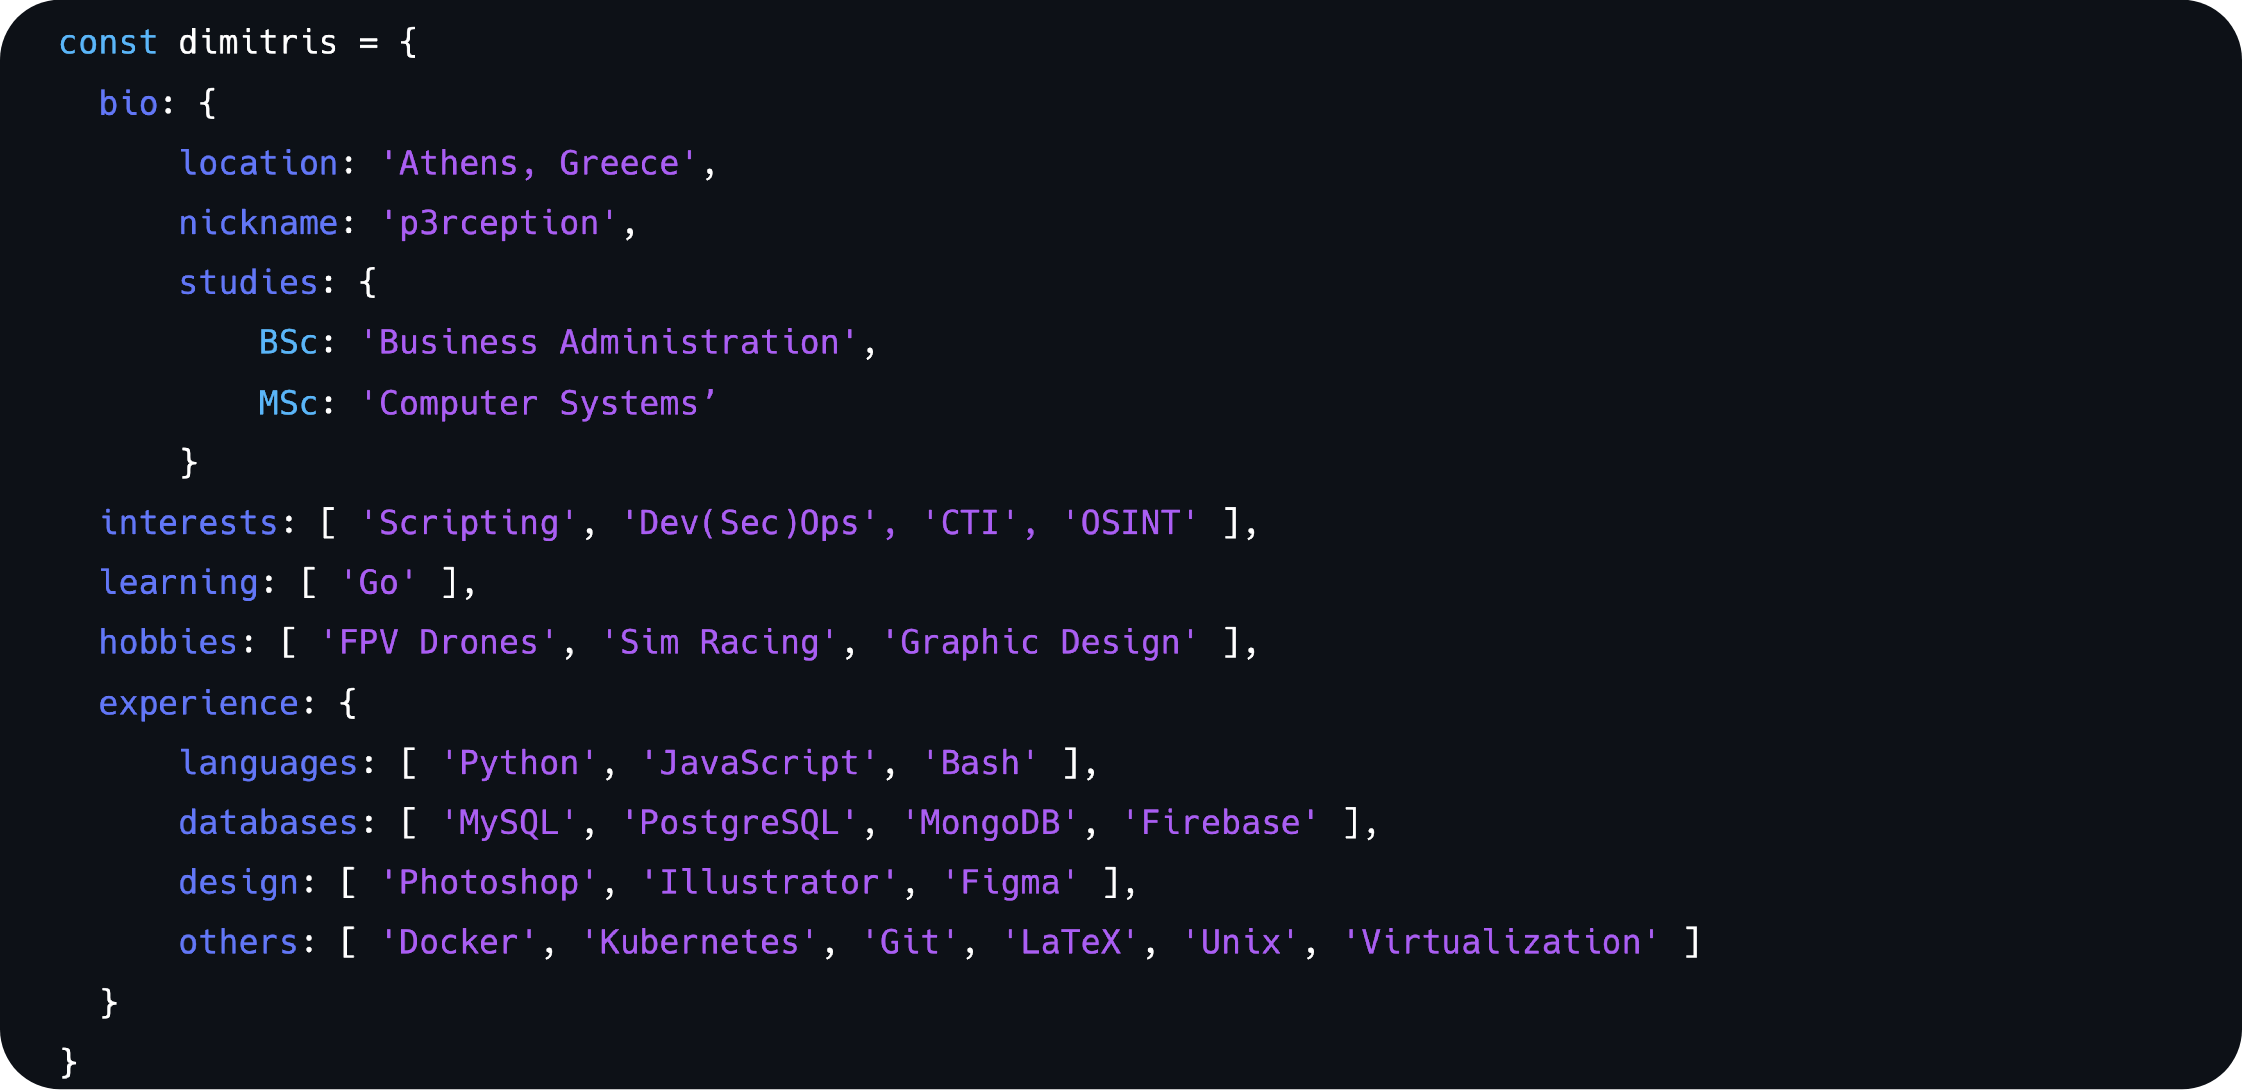 const dimitris = {
  bio: {
      location: 'Athens, Greece',
      nickname: 'p3rception',
      studies: {
          BSc: 'Business Administration',
          MSc: 'Computer Systems’
      }
  interests: [ 'Scripting', 'Dev(Sec)Ops', 'CTI', 'OSINT' ],
  learning: [ 'Go' ],
  hobbies: [ 'FPV Drones', 'Sim Racing', 'Graphic Design' ],
  experience: {
      languages: [ 'Python', 'JavaScript', 'Bash' ],
      databases: [ 'MySQL', 'PostgreSQL', 'MongoDB', 'Firebase' ],
      design: [ 'Photoshop', 'Illustrator', 'Figma' ],
      others: [ 'Docker', 'Kubernetes', 'Git', 'LaTeX', 'Unix', 'Virtualization' ]
  }
}